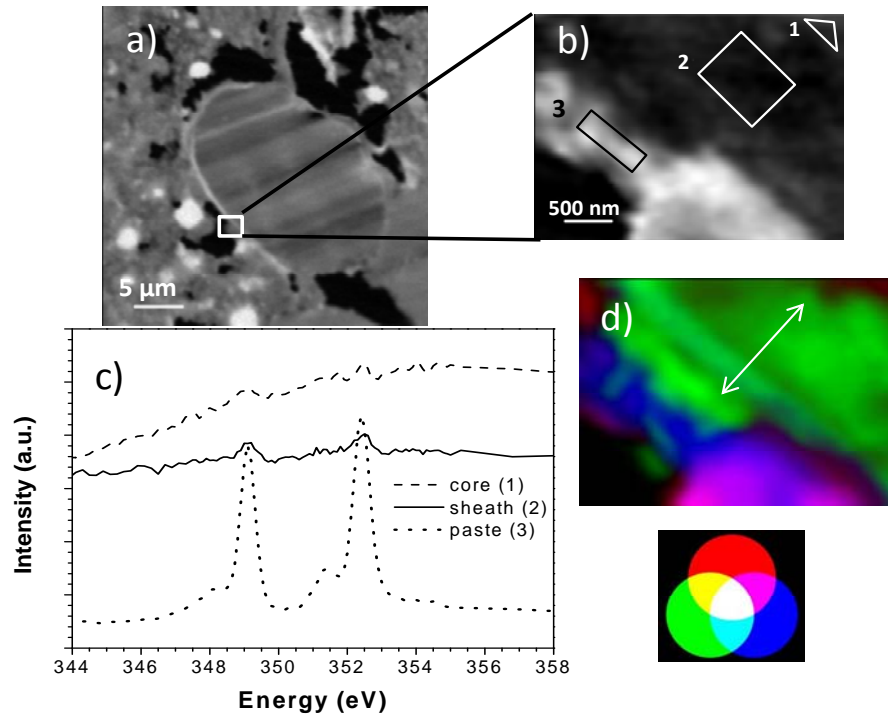 a)
5 µm
b)
1
2
3
500 nm
c)
Intensity (a.u.)
core (1)
sheath (2)
paste (3)
344 346 348 350 352 354 356 358
Energy (eV)
d)